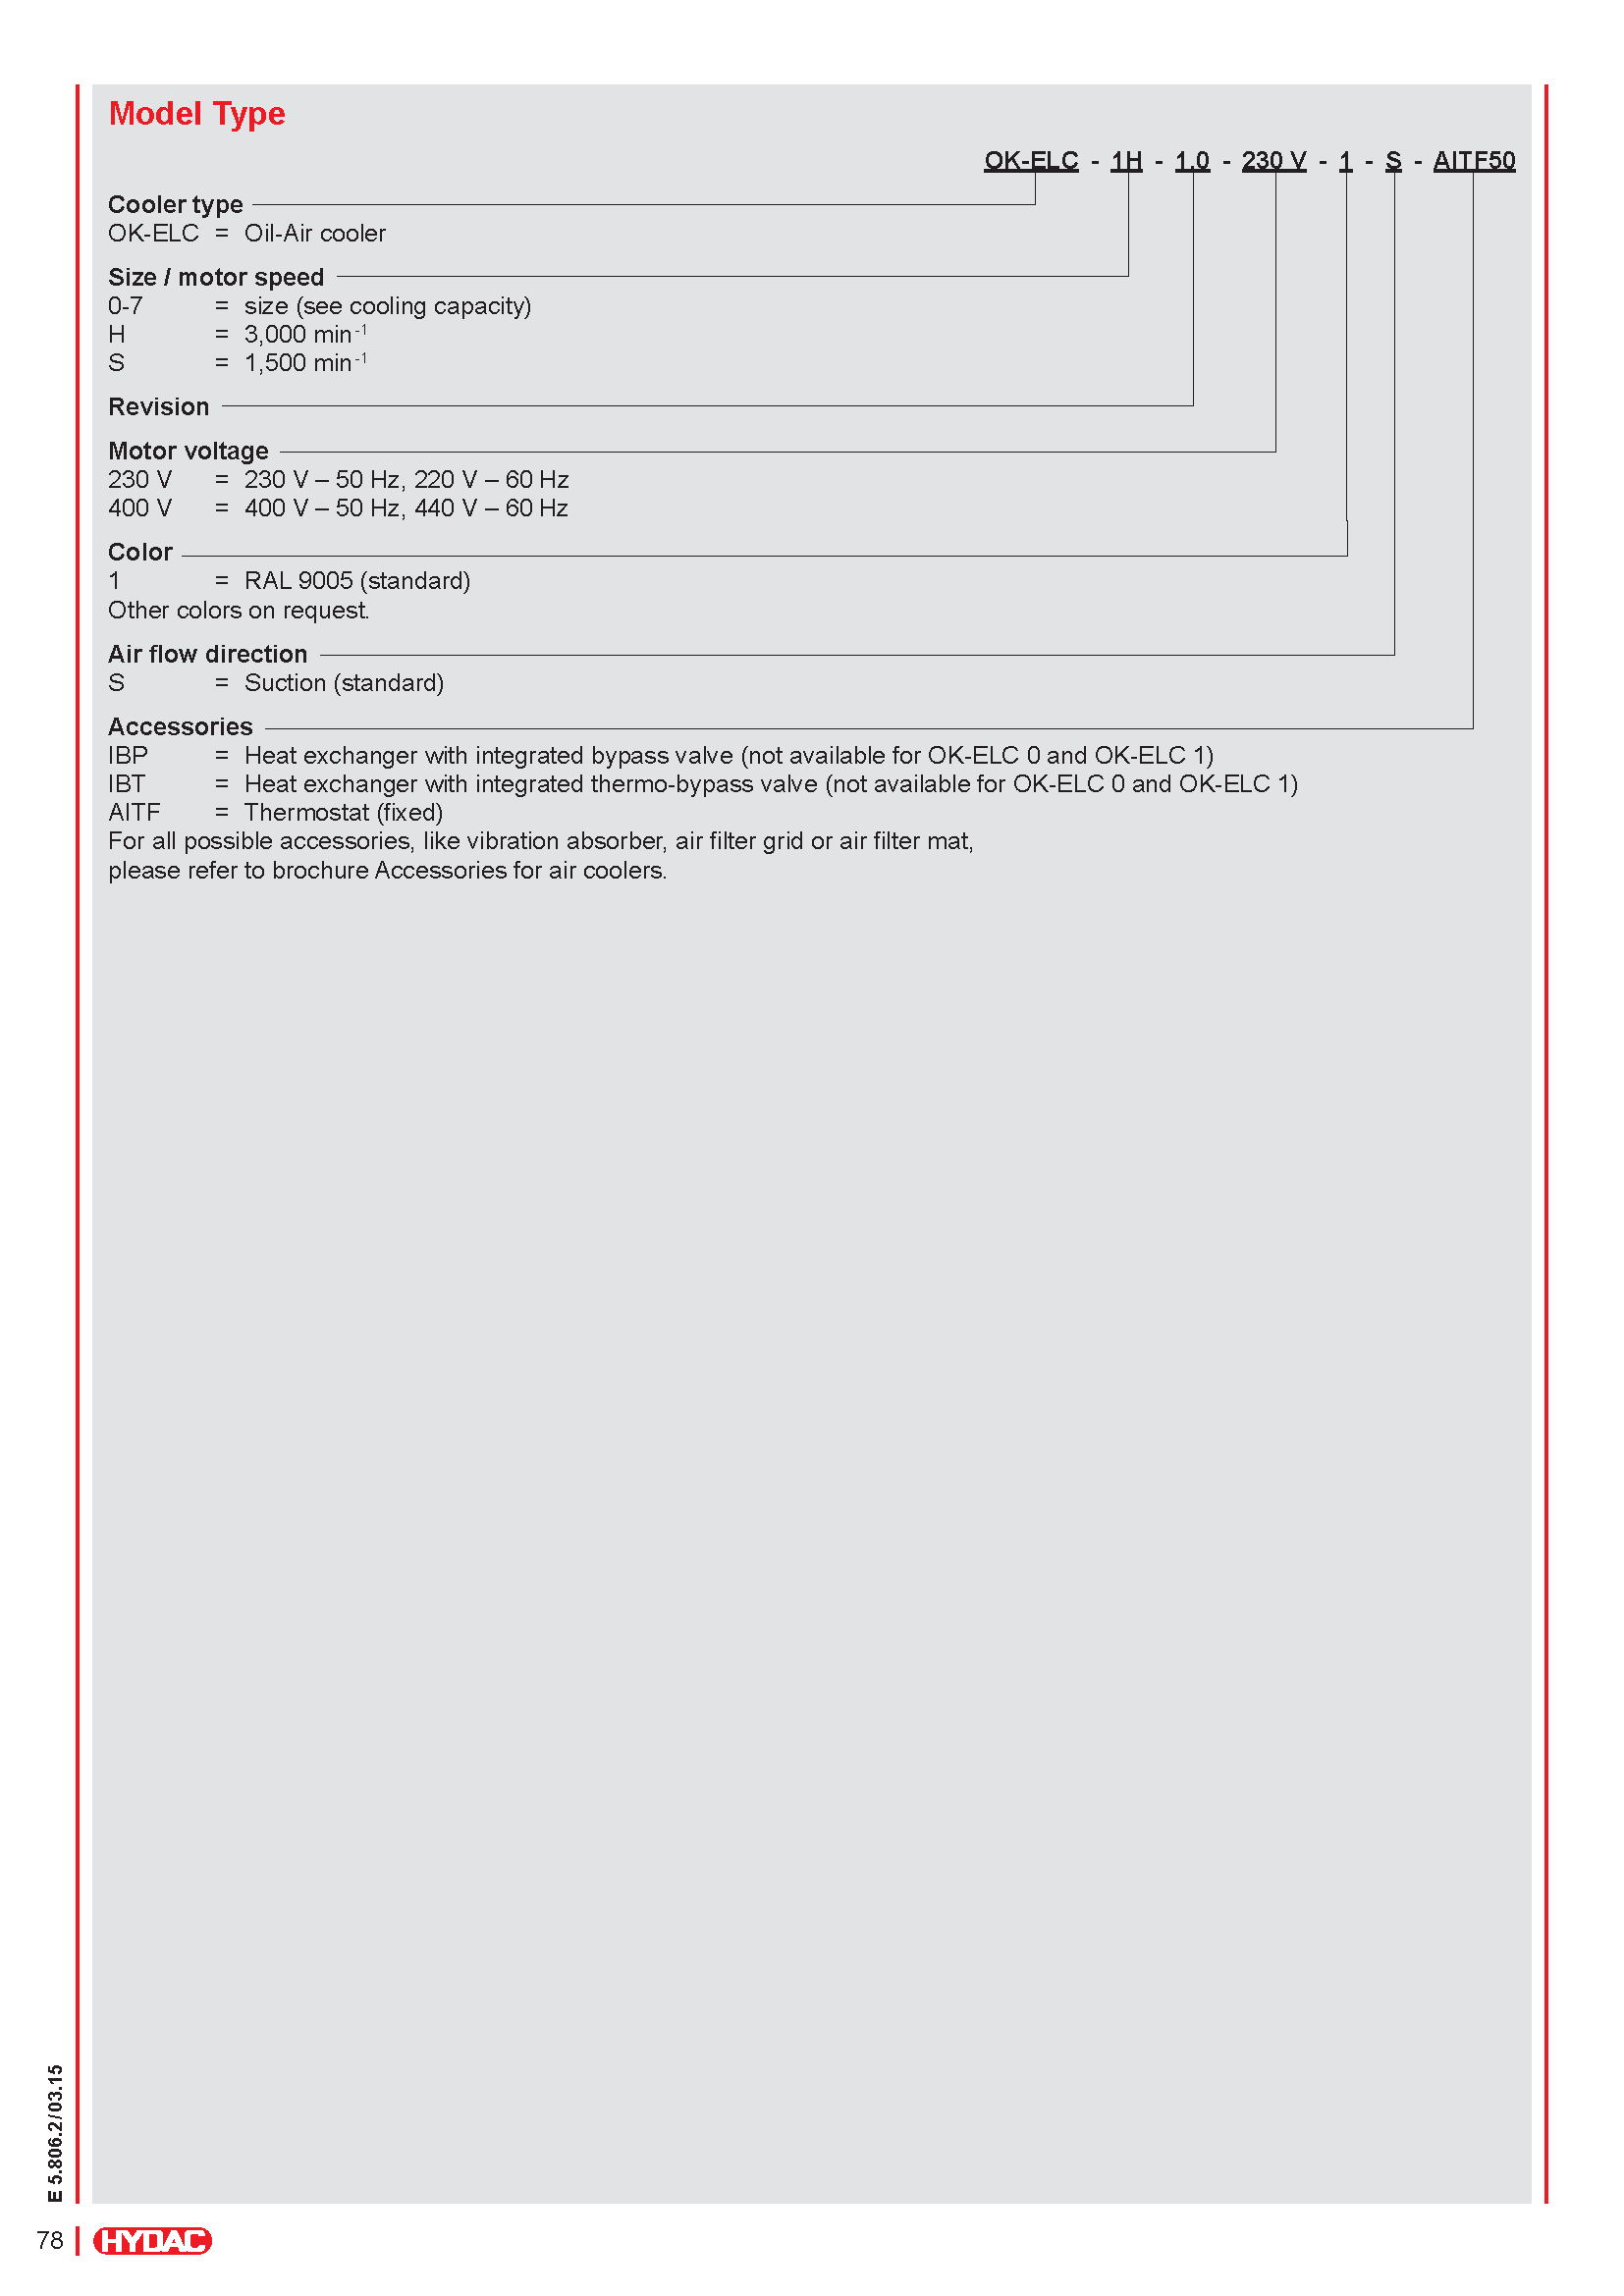 Model Type
OK-ELC - 1H - 1.0 - 230 V - 1 - S - AITF50
Cooler type
OK-ELC = Oil-Air cooler
Size / motor speed
0-7 = size (see cooling capacity)
H = 3,000 min-1
S = 1,500 min-1
Revision
Motor voltage
230 V = 230 V – 50 Hz, 220 V – 60 Hz
400 V = 400 V – 50 Hz, 440 V – 60 Hz
Color
1 = RAL 9005 (standard)
Other colors on request.
Air flow direction
S = Suction (standard)
Accessories
IBP = Heat exchanger with integrated bypass valve (not available for OK-ELC 0 and OK-ELC 1)
IBT = Heat exchanger with integrated thermo-bypass valve (not available for OK-ELC 0 and OK-ELC 1)
AITF = Thermostat (fixed)
For all possible accessories, like vibration absorber, air filter grid or air filter mat,
please refer to brochure Accessories for air coolers.
E 5.806.2/03.15
78 HYDAC